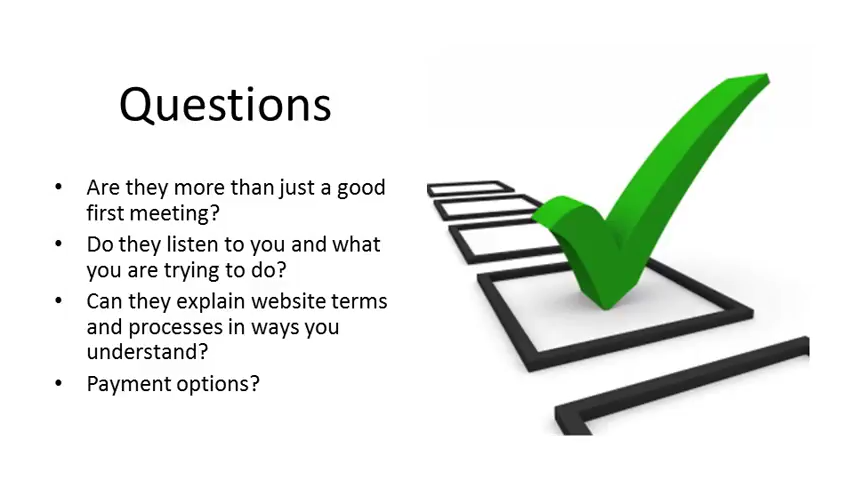 Questions
• Are they more than just a good
first meeting?
• Do they listen to you and what
you are trying to do?
• Can they explain website terms
and processes in ways you
understand?
• Payment options?